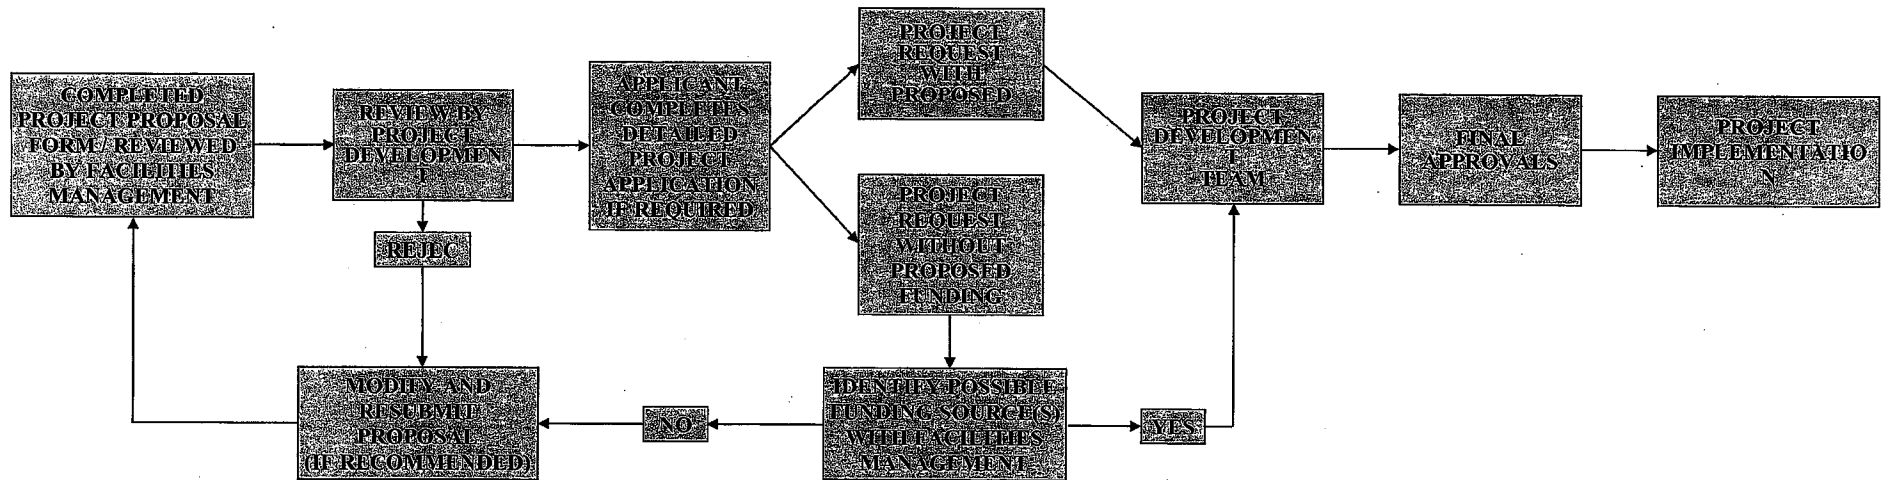 COMPLETED
PROJECT PROPOSAL
FORM / REVIEWED
BY FACILITIES
MANAGEMENT
REVIEW BY
PROJECT
DEVELOPMEN
T
REJEC
APPLICANT
COMPLETES
DETAILED
PROJECT
APPLICATION
IF REQUIRED
PROJECT
REQUEST
WITH
PROPOSED
PROJECT
REQUEST
WITHOUT
PROPOSED
FUNDING
PROJECT
DEVELOPMEN
T
TEAM
FINAL
APPROVALS
PROJECT
IMPLEMENTATIO
N
MODIFY AND
RESUBMIT
PROPOSAL
(IF RECOMMENDED)
NO
IDENTIFY POSSIBLE
FUNDING SOURCE(S)
WITH FACILITIES
MANAGEMENT
YES